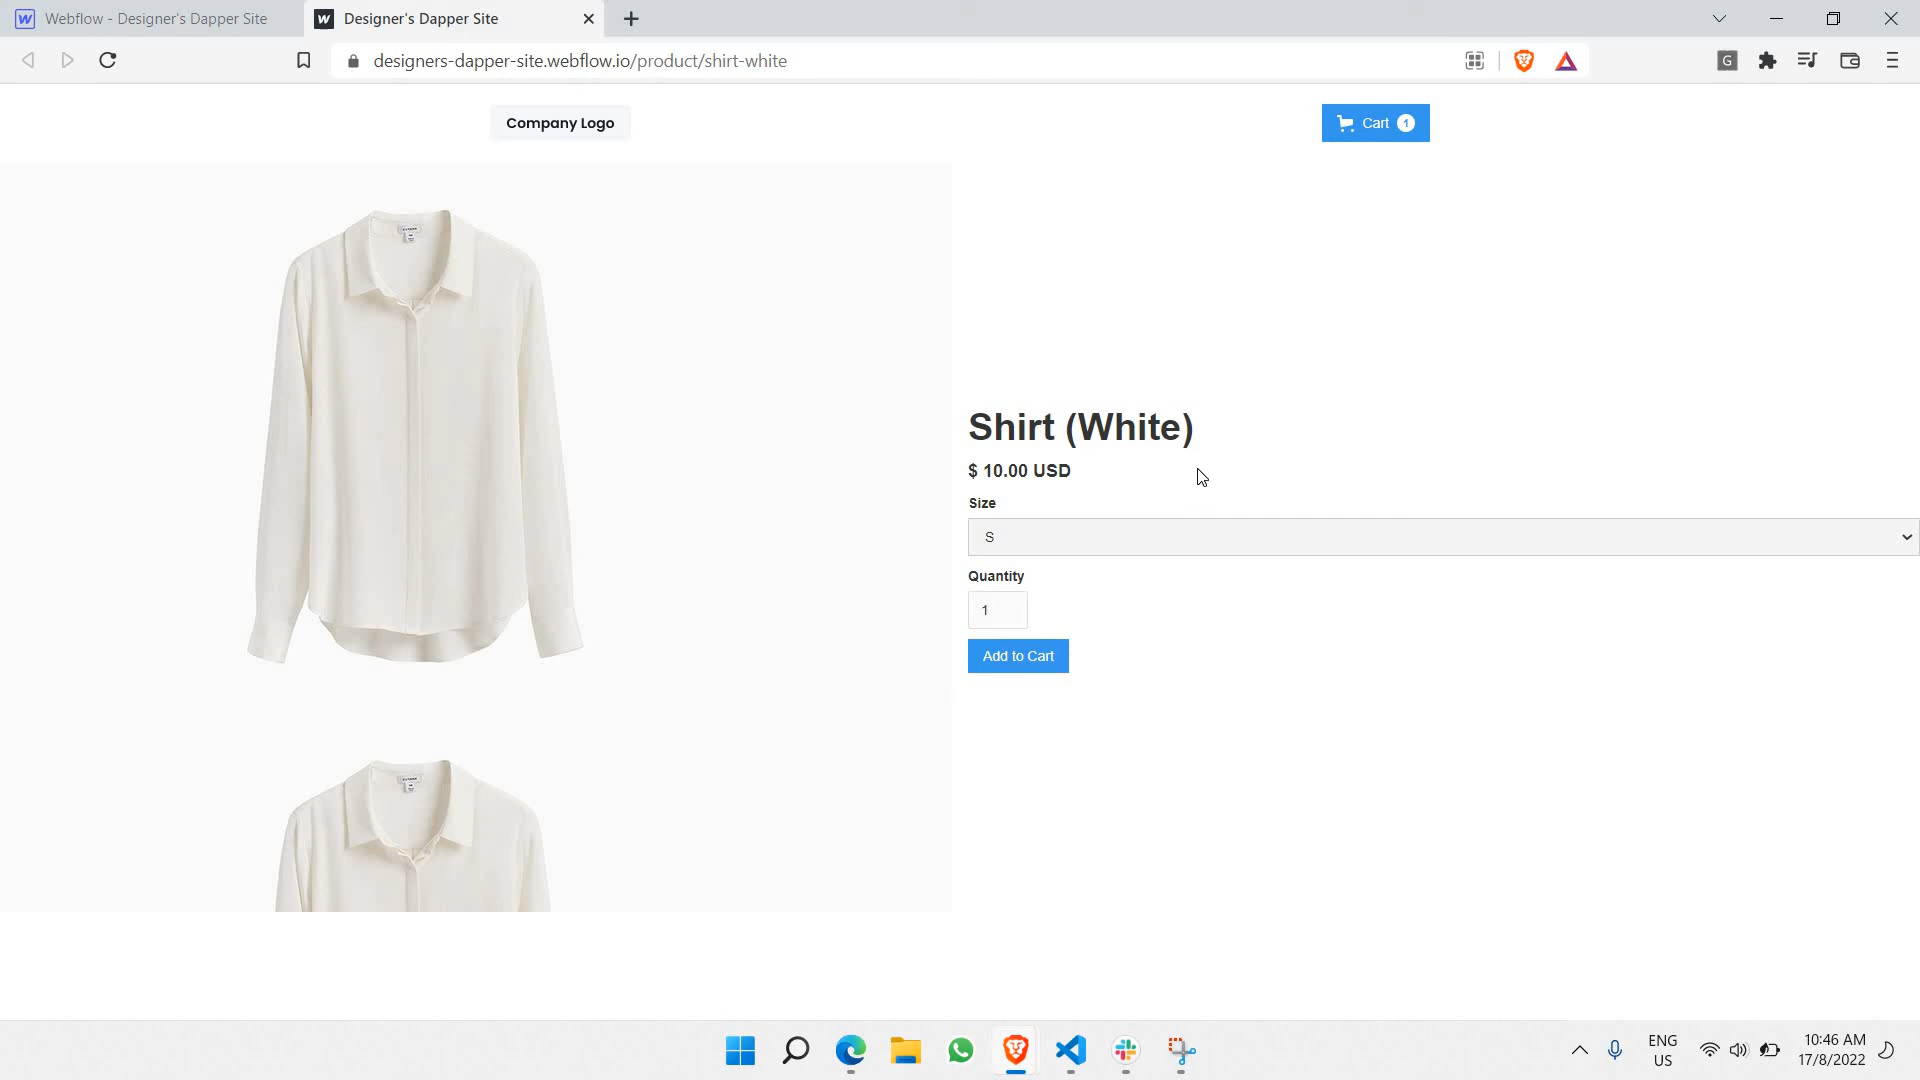 Webflow - Designer's Dapper Site
Designer's Dapper Site
designers-dapper-site.webflow.io/product/shirt-white
G
Company Logo
Cart 1
Shirt (White)
$ 10.00 USD
Size
S
Quantity
1
Add to Cart
ENG
US
10:46 AM
17/8/2022